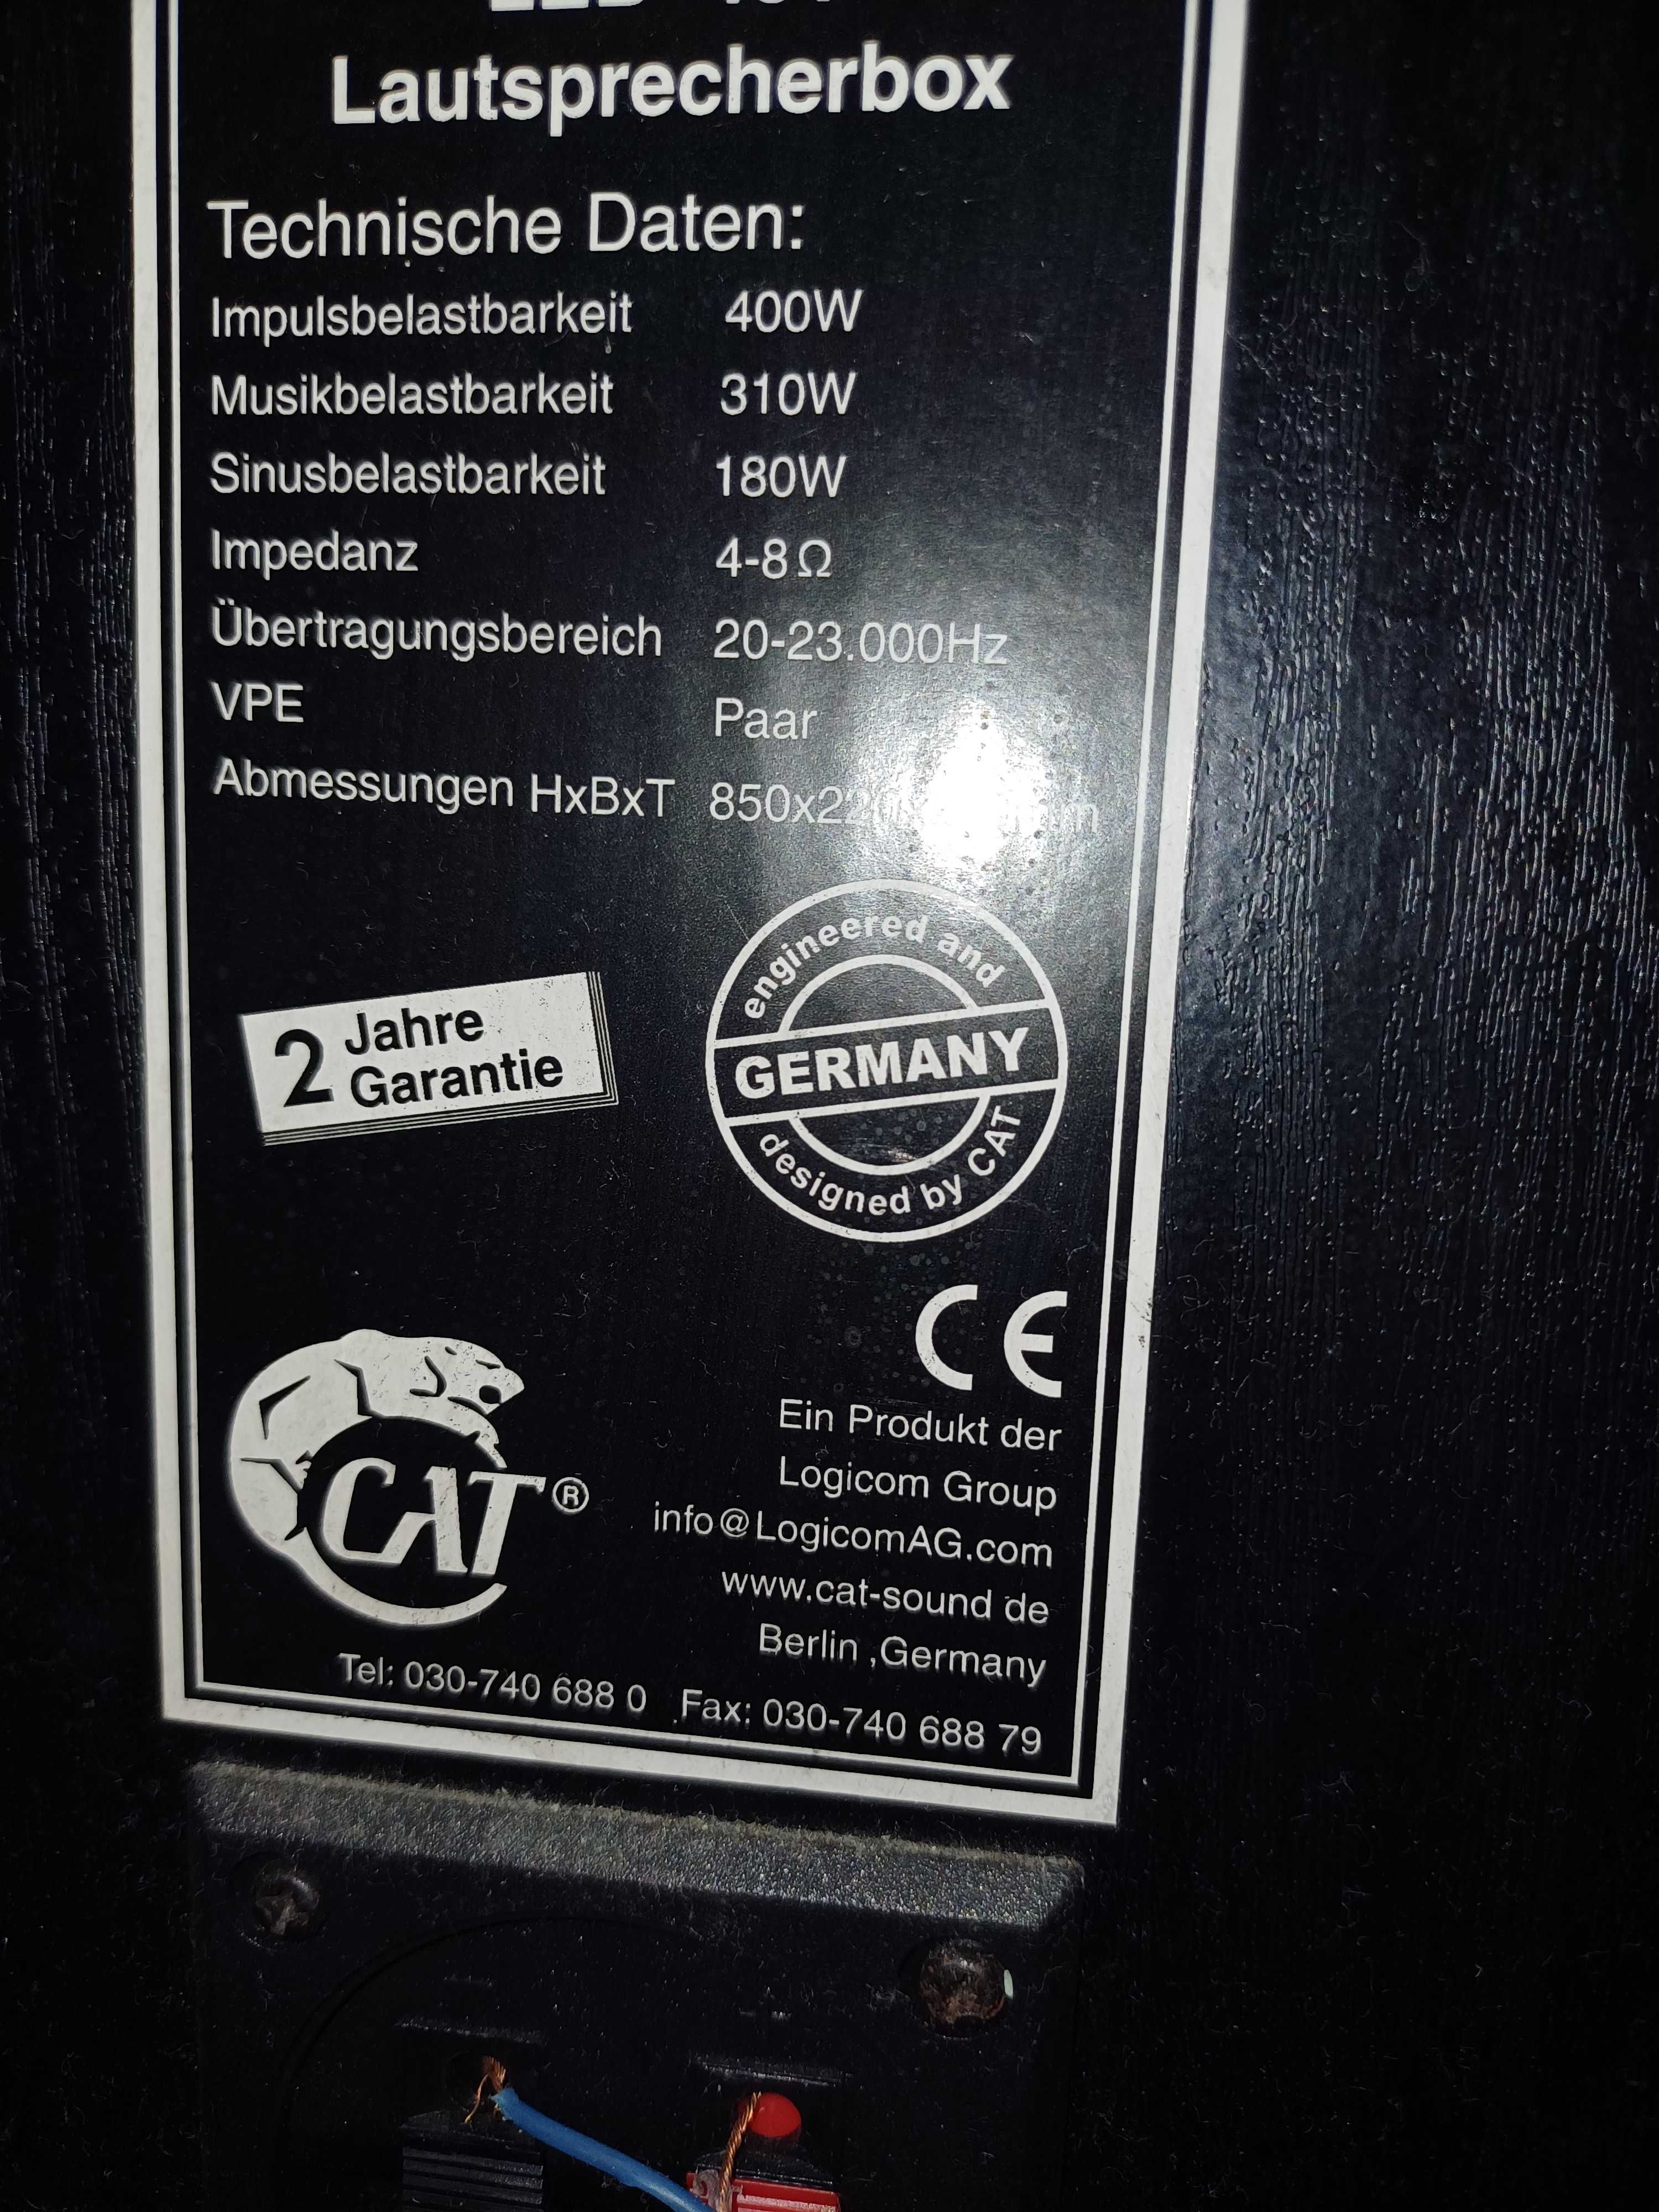 Lautsprecherbox
Technische Daten:
Impulsbelastbarkeit 400W
Musikbelastbarkeit 310W
Sinusbelastbarkeit 180W
Impedanz 4-8Ω
Übertragungsbereich 20-23.000Hz
VPE Paar
Abmessungen HxBxT
engineered and
GERMANY
designed by CAT
2 Jahre
Garantie
CE
CAT®
Ein Produkt der
Logicom Group
info@LogicomAG.com
www.cat-sound de
Berlin ,Germany
Tel: 030-740 688 0 Fax: 030-740 688 79